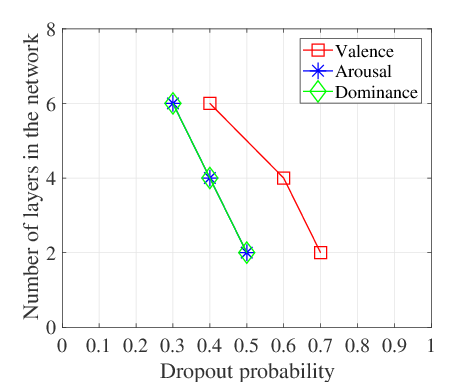 Number of layers in the network
8
6
4
2
0
Valence
Arousal
Dominance
0 0.1 0.2 0.3 0.4 0.5 0.6 0.7 0.8 0.9 1
Dropout probability